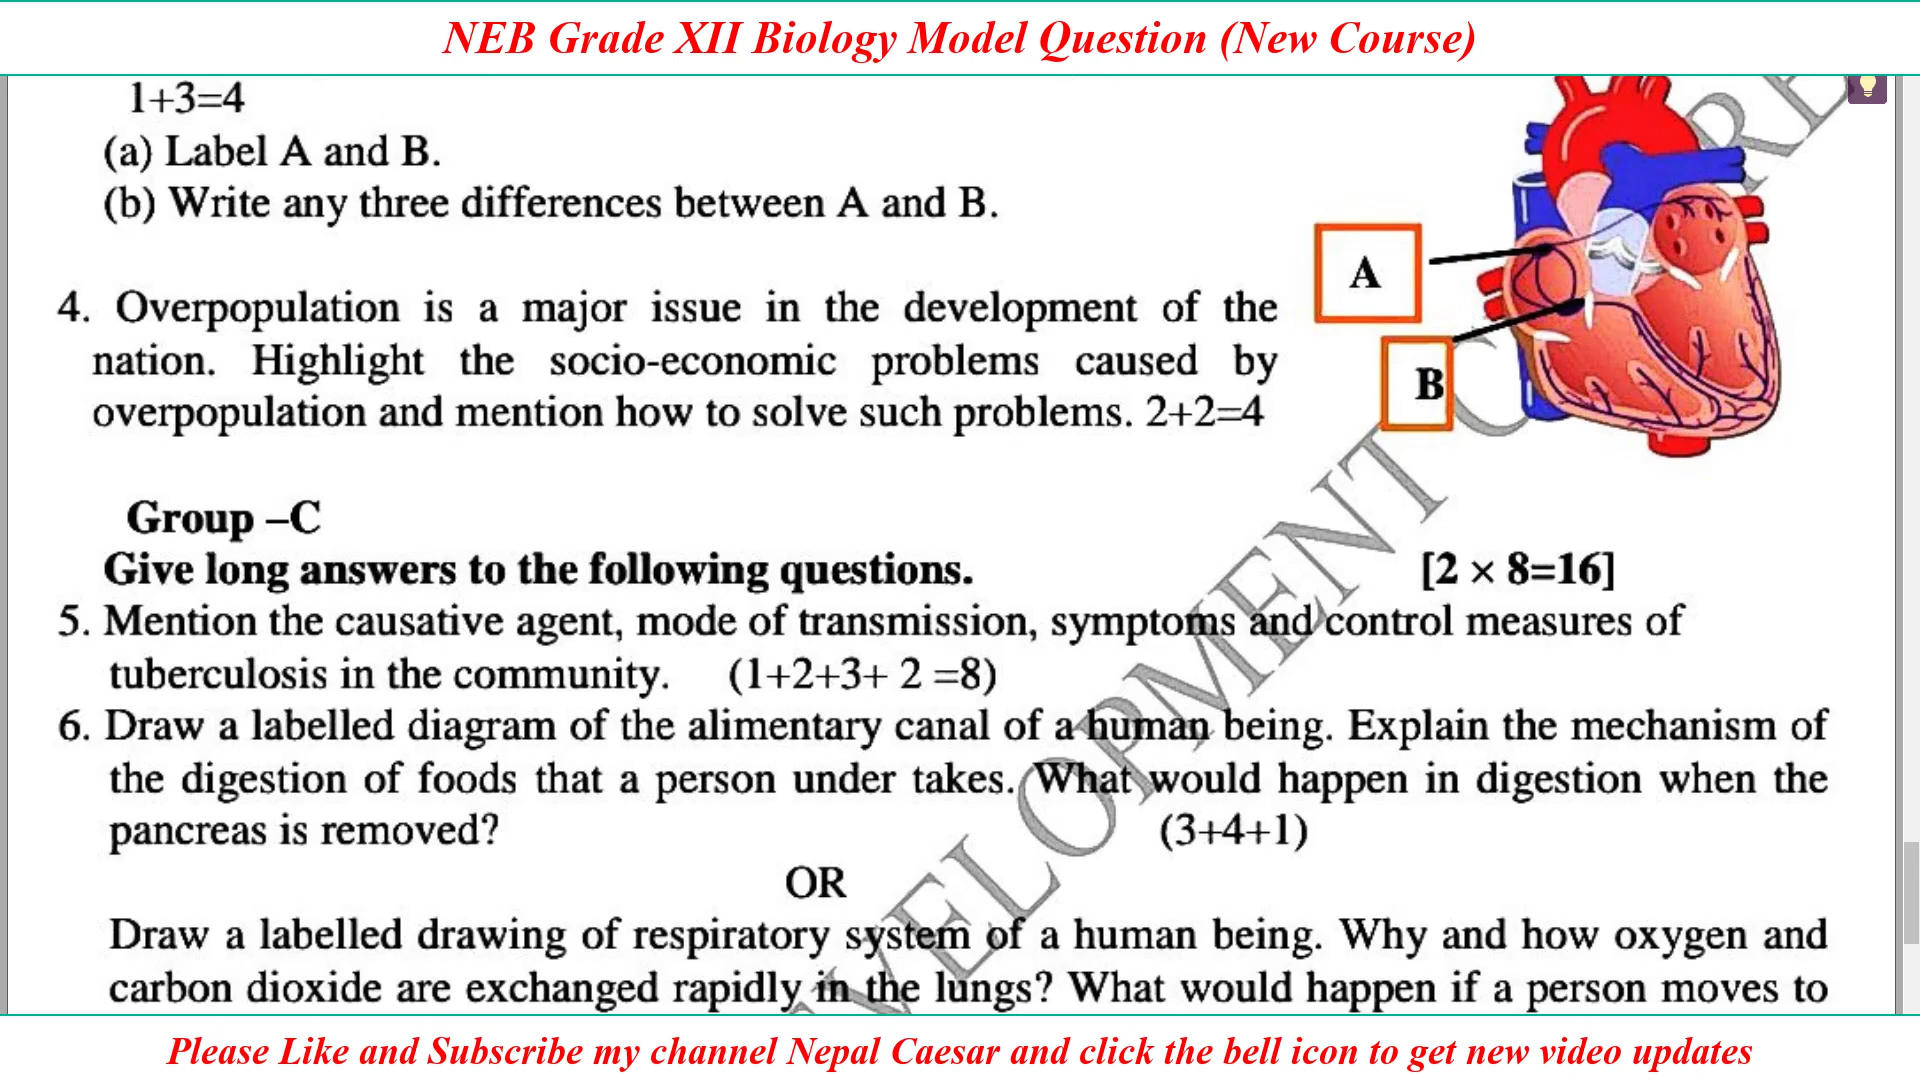 NEB Grade XII Biology Model Question (New Course)
1+3=4
(a) Label A and B.
(b) Write any three differences between A and B.
A
B
4. Overpopulation is a major issue in the development of the
nation. Highlight the socio-economic problems caused by
overpopulation and mention how to solve such problems. 2+2=4
Group –C
Give long answers to the following questions. [2 × 8=16]
5. Mention the causative agent, mode of transmission, symptoms and control measures of
tuberculosis in the community. (1+2+3+ 2 =8)
6. Draw a labelled diagram of the alimentary canal of a human being. Explain the mechanism of
the digestion of foods that a person under takes. What would happen in digestion when the
pancreas is removed? (3+4+1)
OR
Draw a labelled drawing of respiratory system of a human being. Why and how oxygen and
carbon dioxide are exchanged rapidly in the lungs? What would happen if a person moves to
Please Like and Subscribe my channel Nepal Caesar and click the bell icon to get new video updates